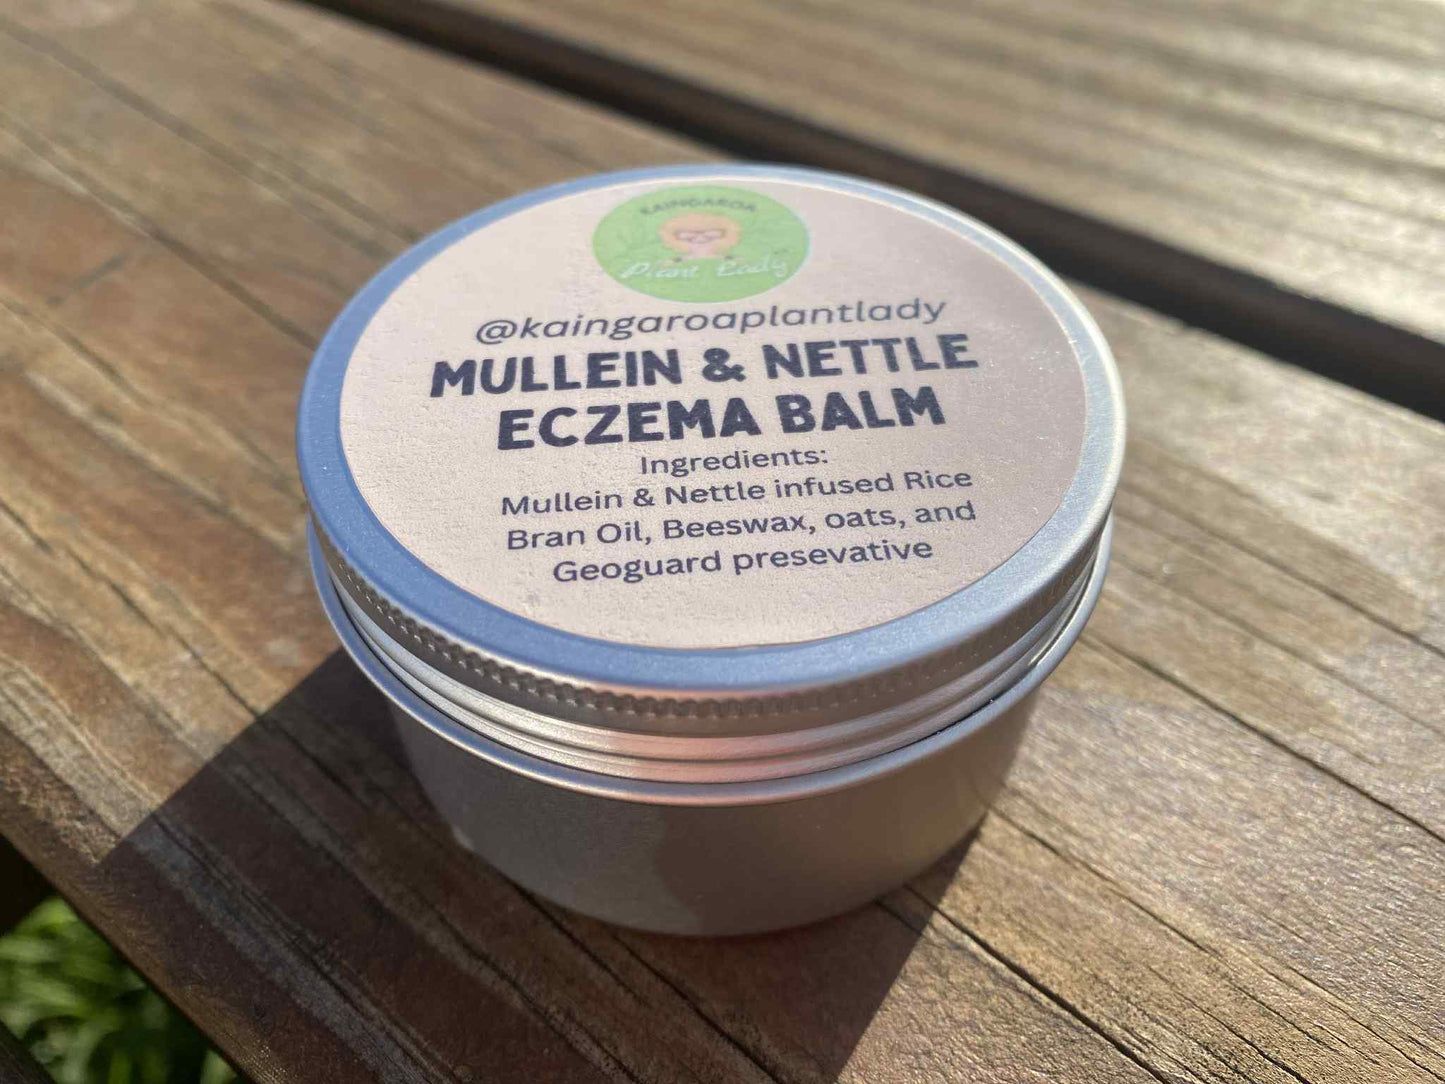 KAINGAROA
Plant Lady
@kaingaroaplantlady
MULLEIN & NETTLE
ECZEMA BALM
Ingredients:
Mullein & Nettle infused Rice
Bran Oil, Beeswax, oats, and
Geoguard presevative